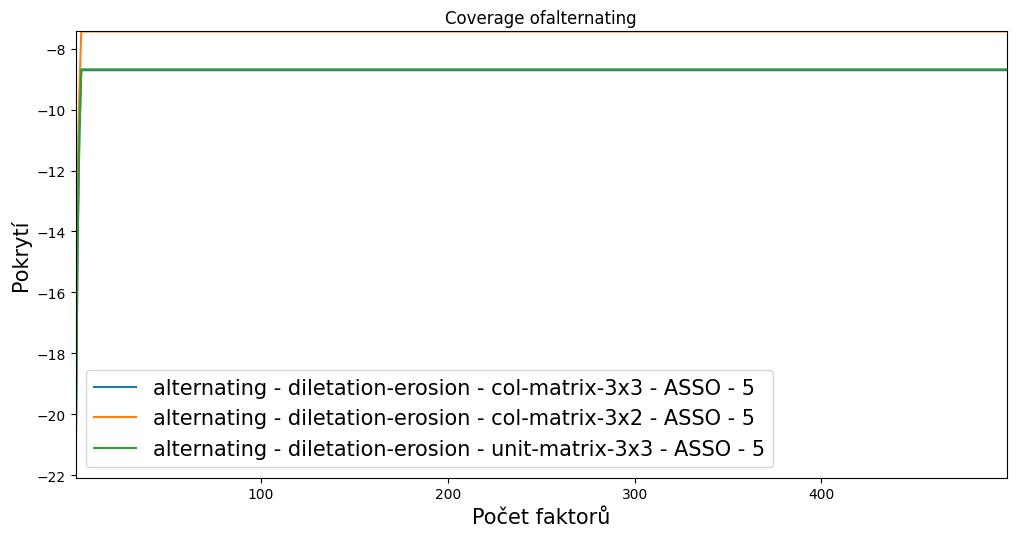 Coverage ofalternating
−8
−10
−12
−14
−16
−18
−20
−22
Pokrytí
alternating - diletation-erosion - col-matrix-3x3 - ASSO - 5
alternating - diletation-erosion - col-matrix-3x2 - ASSO - 5
alternating - diletation-erosion - unit-matrix-3x3 - ASSO - 5
100
200
300
400
Počet faktorů